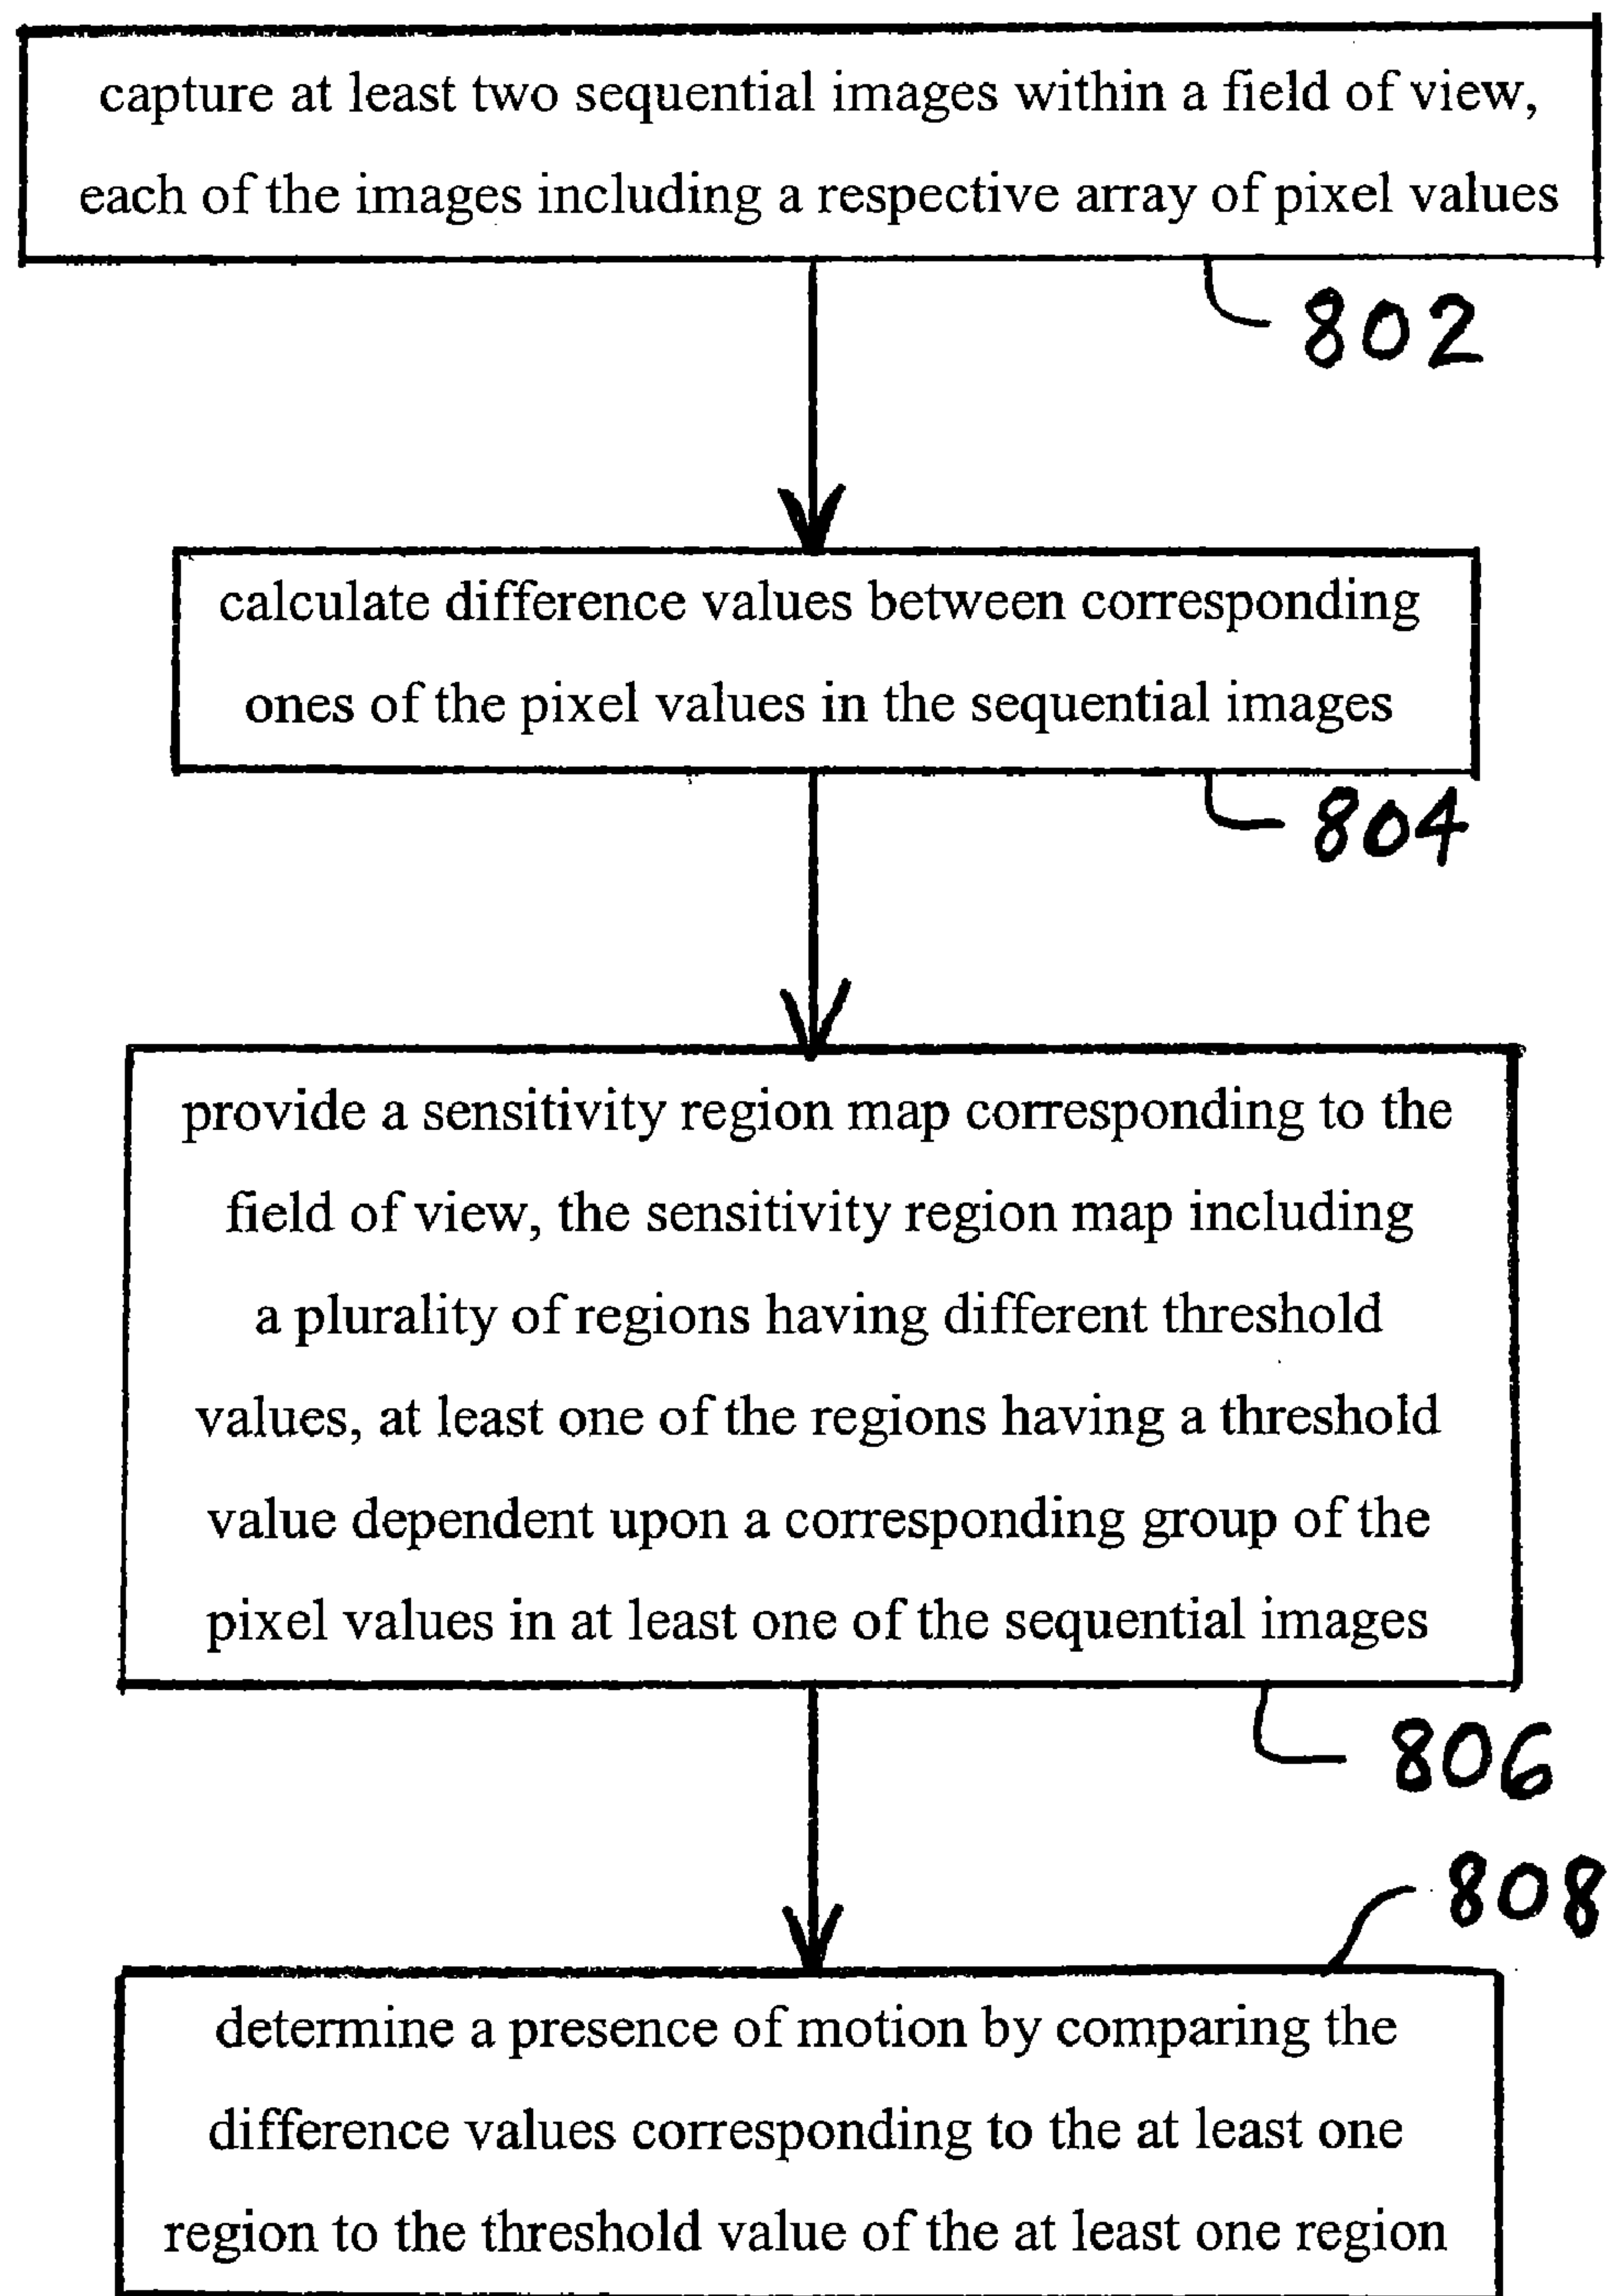 capture at least two sequential images within a field of view,
each of the images including a respective array of pixel values
802
calculate difference values between corresponding
ones of the pixel values in the sequential images
804
provide a sensitivity region map corresponding to the
field of view, the sensitivity region map including
a plurality of regions having different threshold
values, at least one of the regions having a threshold
value dependent upon a corresponding group of the
pixel values in at least one of the sequential images
806
808
determine a presence of motion by comparing the
difference values corresponding to the at least one
region to the threshold value of the at least one region